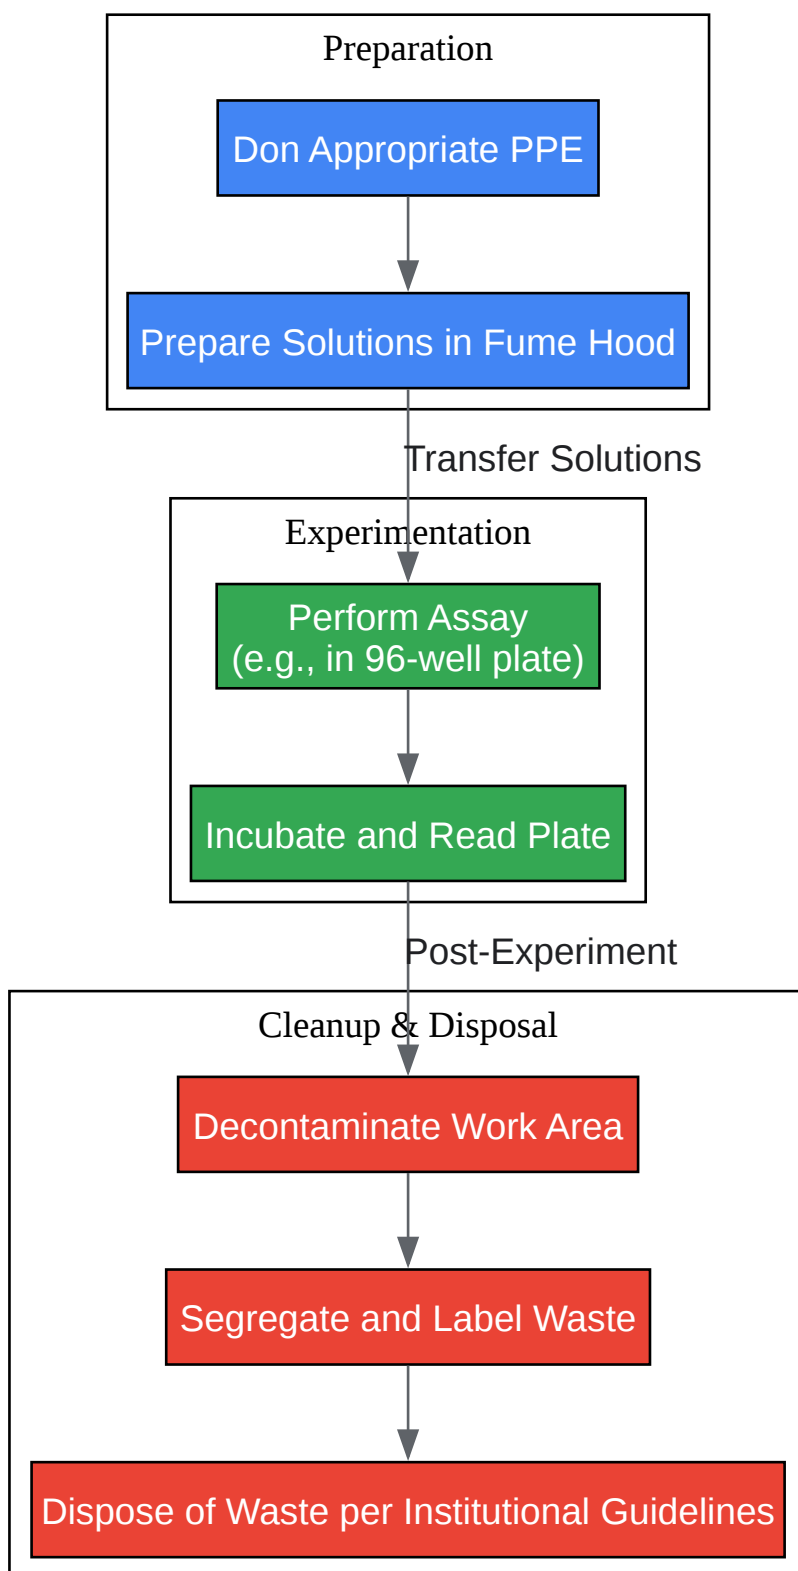 Preparation
Don Appropriate PPE
Prepare Solutions in Fume Hood
Transfer Solutions
Experimentation
Perform Assay
(e.g., in 96-well plate)
Incubate and Read Plate
Post-Experiment
Cleanup & Disposal
Decontaminate Work Area
Segregate and Label Waste
Dispose of Waste per Institutional Guidelines